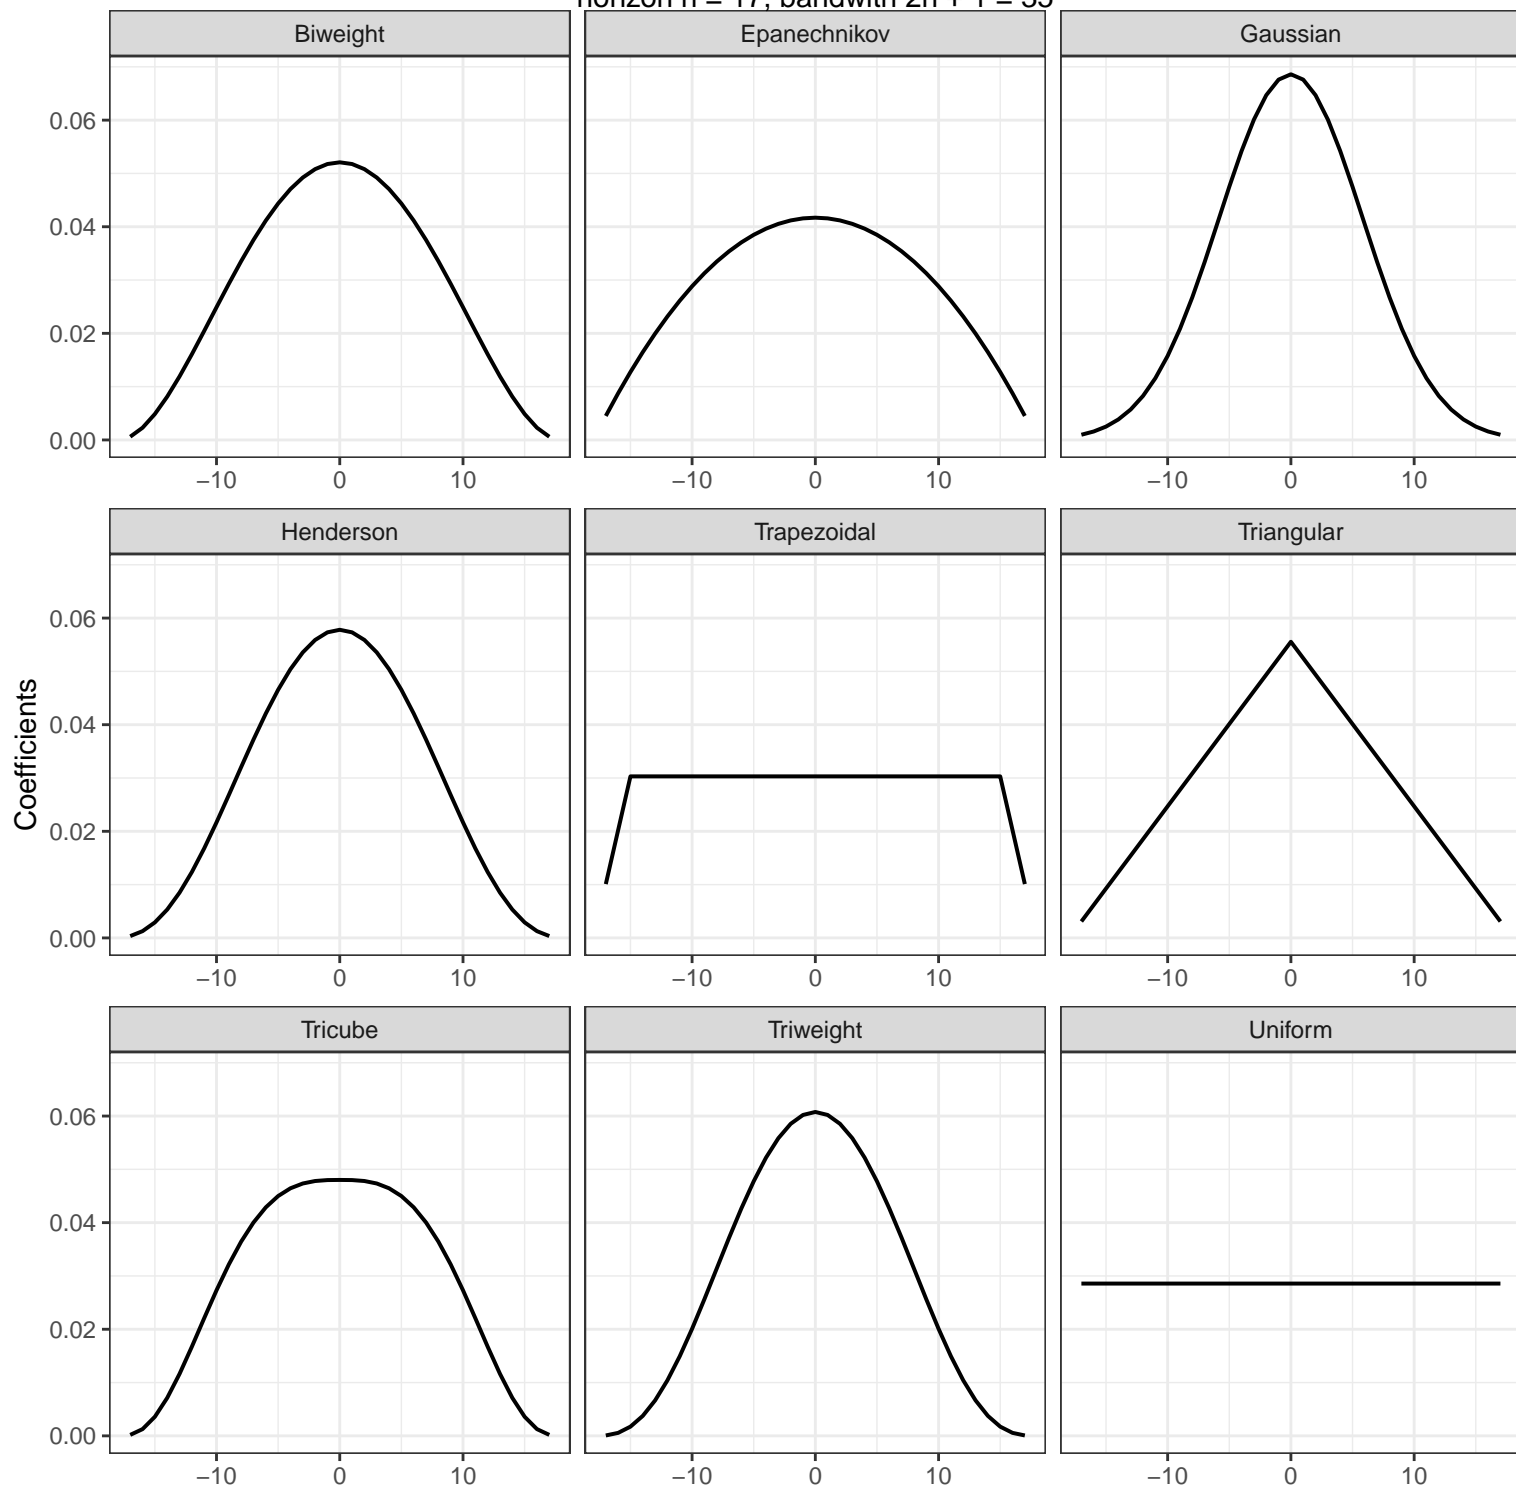 horizon h = 17, bandwith 2h + 1 = 35
Biweight Epanechnikov Gaussian
0.06
0.04
0.02
0.00
−10 0 10 −10 0 10 −10 0 10
Henderson Trapezoidal Triangular
0.06
0.04
0.02
0.00
−10 0 10 −10 0 10 −10 0 10
Coefficients
Tricube Triweight Uniform
0.06
0.04
0.02
0.00
−10 0 10 −10 0 10 −10 0 10